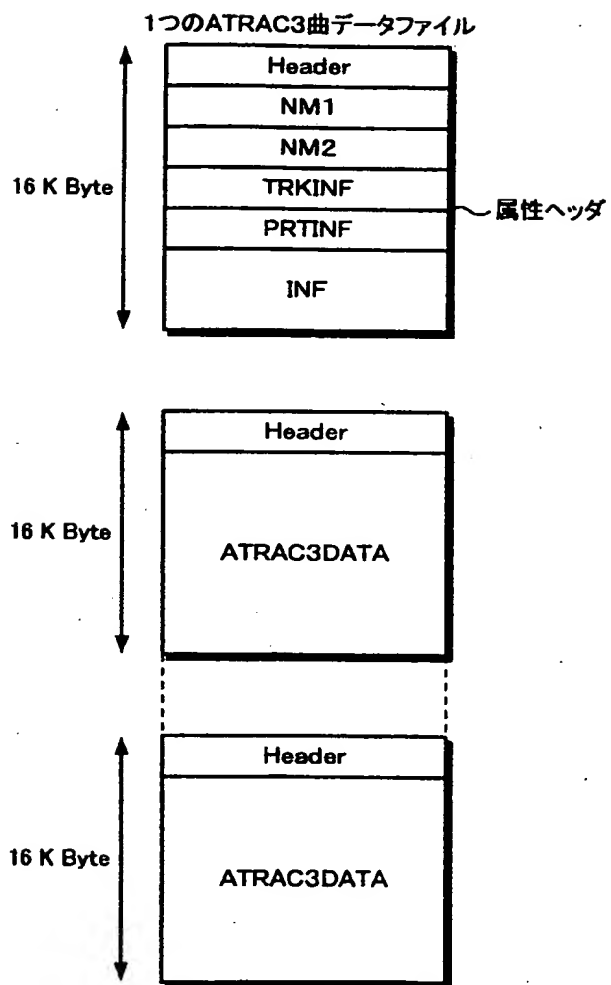 1つのATRAC3曲データファイル
Header
NM1
NM2
16 K Byte
TRKINF
属性ヘッダ
PRTINF
INF
Header
16 K Byte
ATRAC3DATA
Header
16 K Byte
ATRAC3DATA